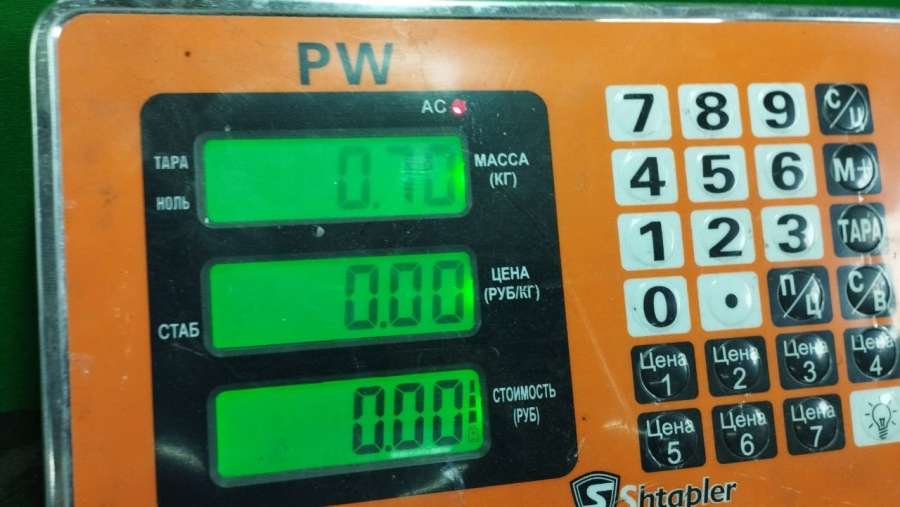 PW
AC
ТАРА
НОЛЬ
0.70
МАССА
(КГ)
0.00
ЦЕНА
(РУБ/КГ)
СТАБ
0.00
СТОИМОСТЬ
(РУБ)
7 8 9 С/Ц
4 5 6 М+
1 2 3 ТАРА
0 . П/Ц С/В
Цена 1 Цена 2 Цена 3 Цена 4
Цена 5 Цена 6 Цена 7
S Shtapler